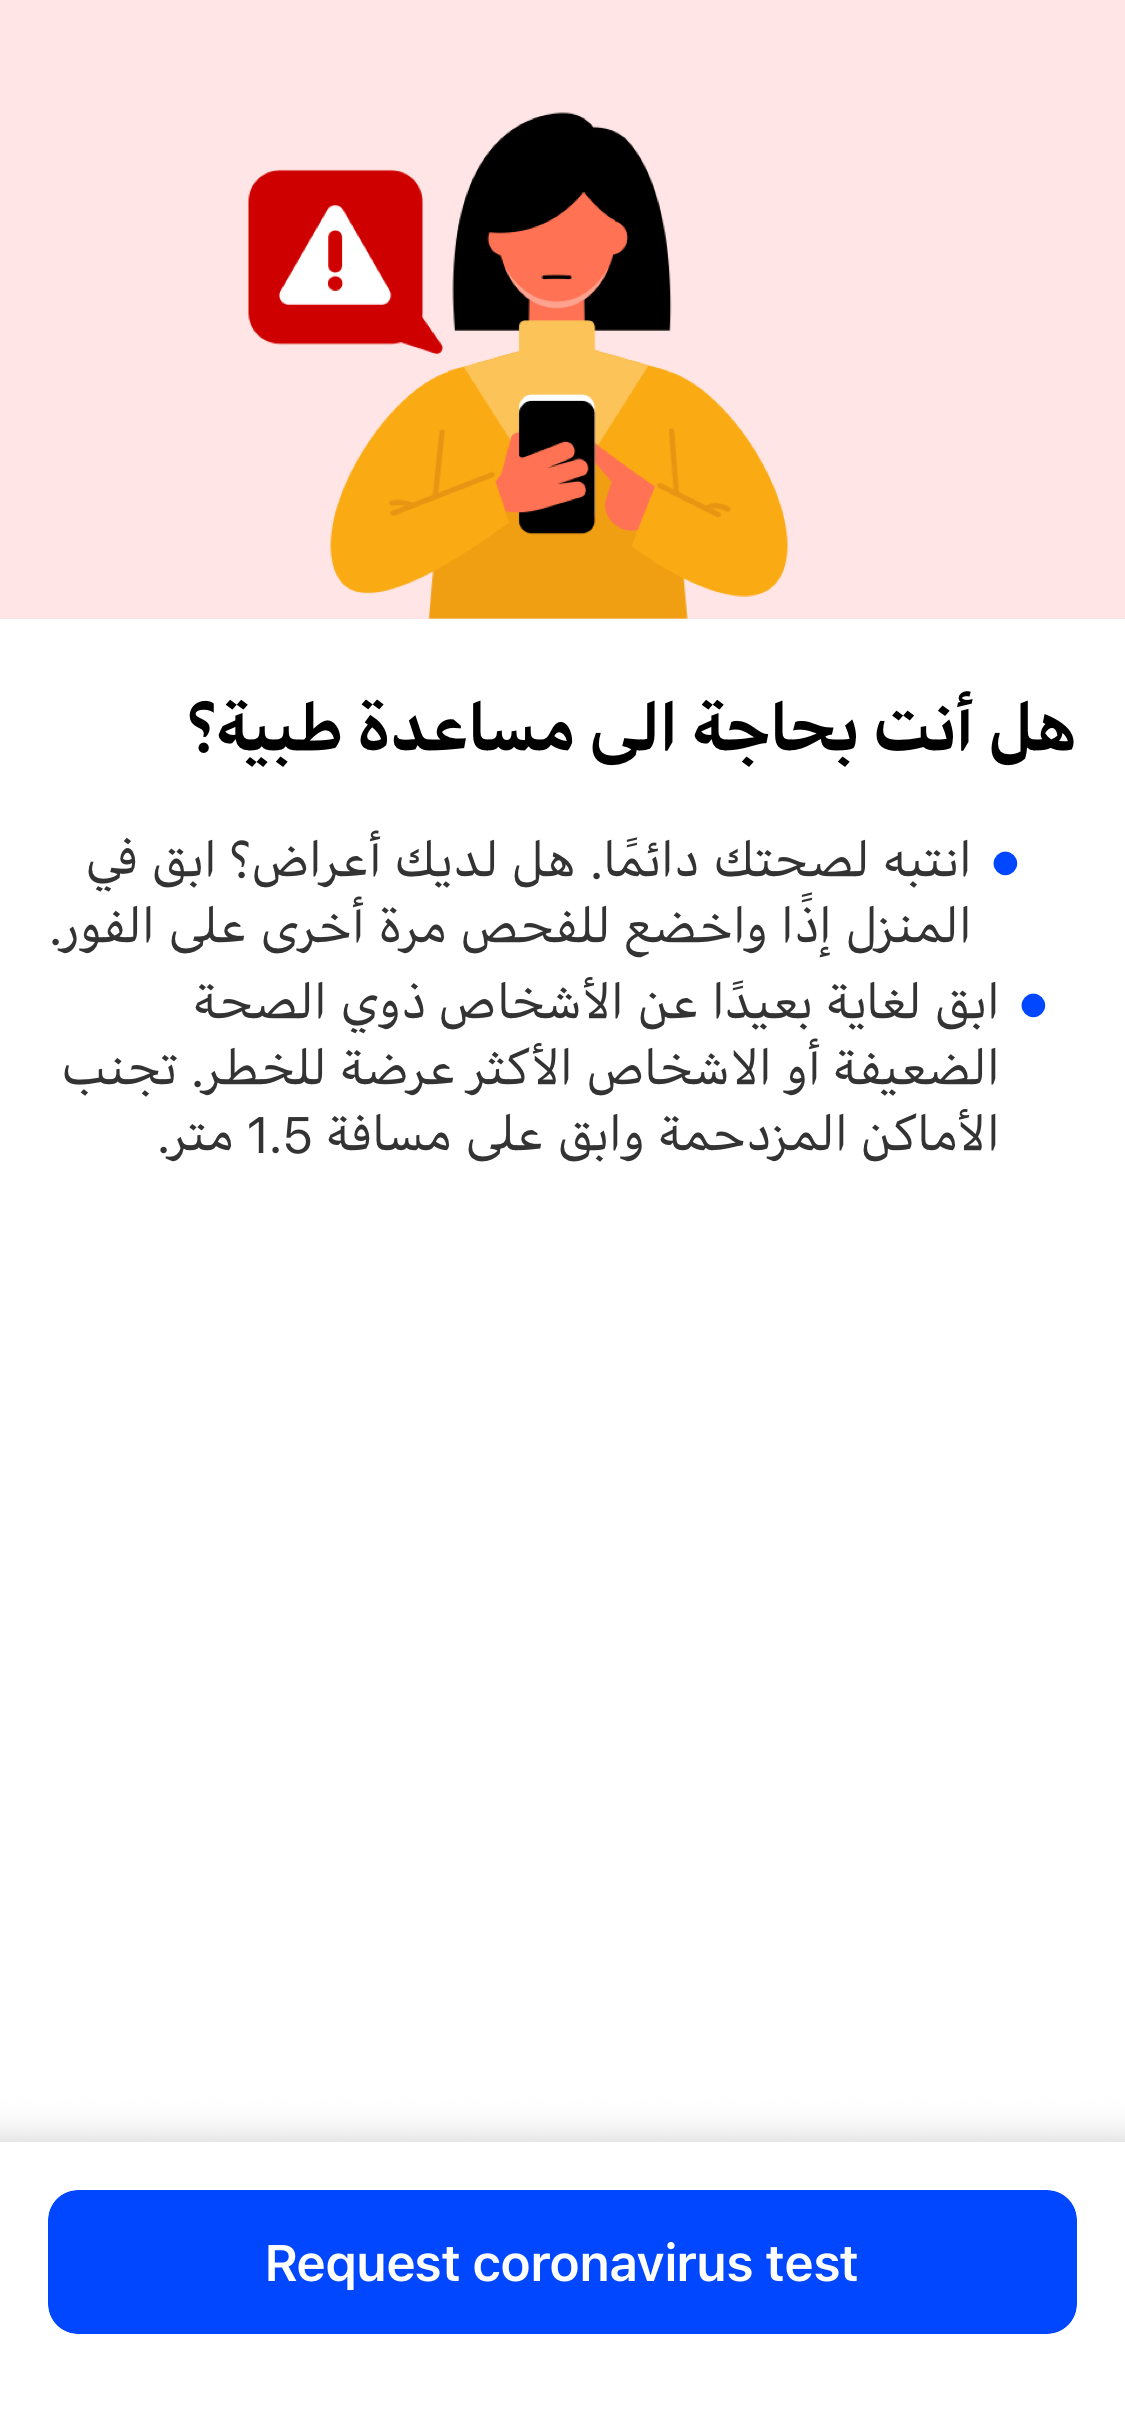 هل أنت بحاجة الى مساعدة طبية؟
انتبه لصحتك دائمًا. هل لديك أعراض؟ ابق في
المنزل إذًا واخضع للفحص مرة أخرى على الفور.
ابق لغاية بعيدًا عن الأشخاص ذوي الصحة
الضعيفة أو الاشخاص الأكثر عرضة للخطر. تجنب
الأماكن المزدحمة وابق على مسافة 1.5 متر.
Request coronavirus test